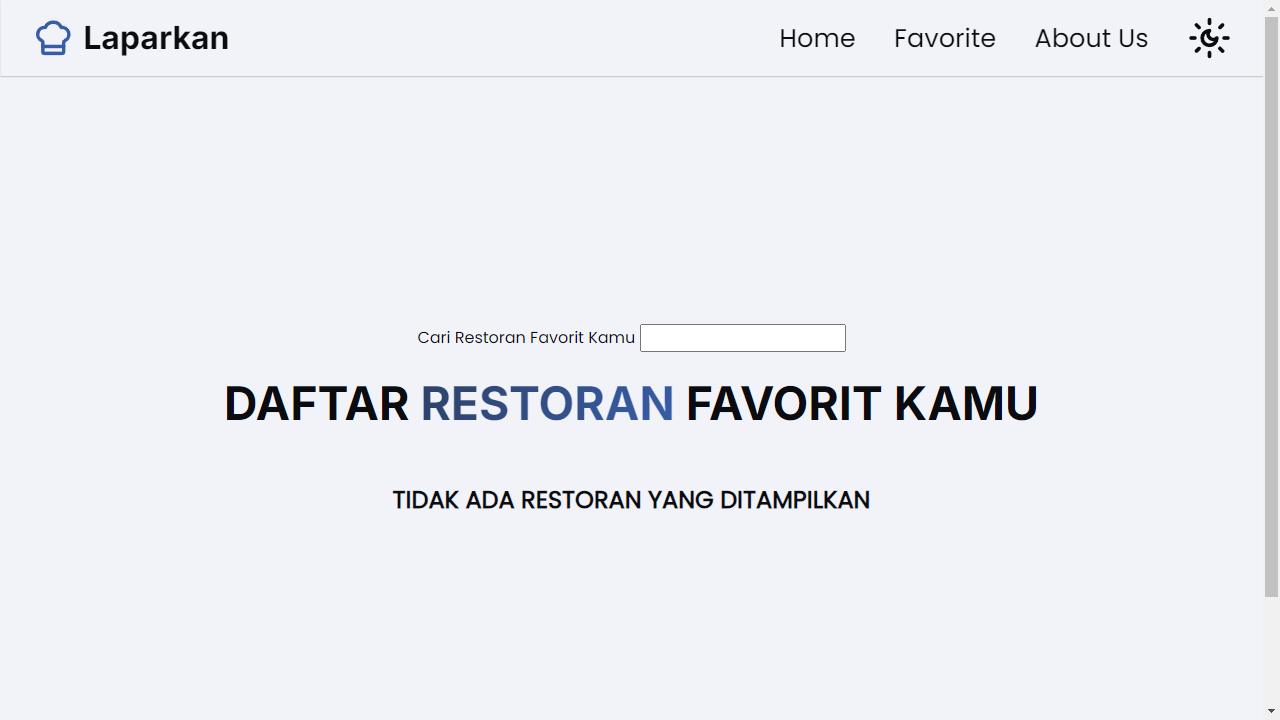 Laparkan
Home Favorite About Us
Cari Restoran Favorit Kamu
DAFTAR RESTORAN FAVORIT KAMU
TIDAK ADA RESTORAN YANG DITAMPILKAN